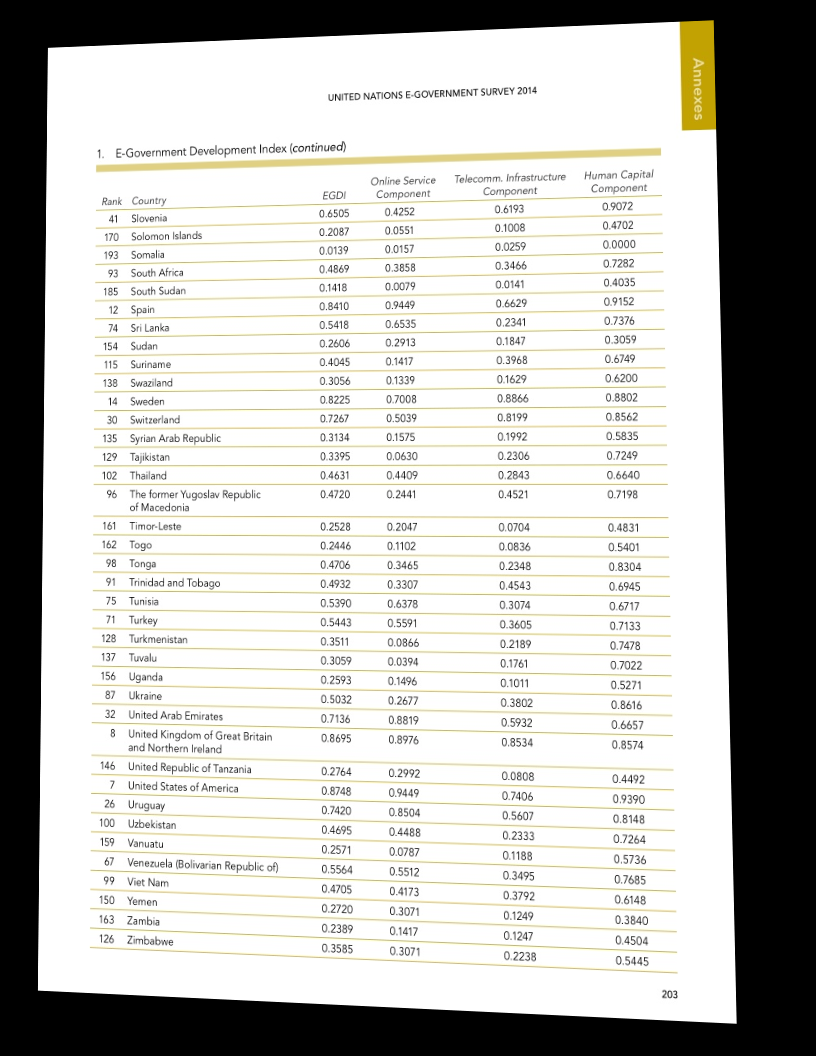 Annexes
UNITED NATIONS E-GOVERNMENT SURVEY 2014
1. E-Government Development Index (continued)
Rank Country EGDI Online Service Component Telecomm. Infrastructure Component Human Capital Component
41 Slovenia 0.6505 0.4252 0.6193 0.9072
170 Solomon Islands 0.2087 0.0551 0.1008 0.4702
193 Somalia 0.0139 0.0157 0.0259 0.0000
93 South Africa 0.4869 0.3858 0.3466 0.7282
185 South Sudan 0.1418 0.0079 0.0141 0.4035
12 Spain 0.8410 0.9449 0.6629 0.9152
74 Sri Lanka 0.5418 0.6535 0.2341 0.7376
154 Sudan 0.2606 0.2913 0.1847 0.3059
115 Suriname 0.4045 0.1417 0.3968 0.6749
138 Swaziland 0.3056 0.1339 0.1629 0.6200
14 Sweden 0.8225 0.7008 0.8866 0.8802
30 Switzerland 0.7267 0.5039 0.8199 0.8562
135 Syrian Arab Republic 0.3134 0.1575 0.1992 0.5835
129 Tajikistan 0.3395 0.0630 0.2306 0.7249
102 Thailand 0.4631 0.4409 0.2843 0.6640
96 The former Yugoslav Republic 0.4720 0.2441 0.4521 0.7198
of Macedonia
161 Timor-Leste 0.2528 0.2047 0.0704 0.4831
162 Togo 0.2446 0.1102 0.0836 0.5401
98 Tonga 0.4706 0.3465 0.2348 0.8304
91 Trinidad and Tobago 0.4932 0.3307 0.4543 0.6945
75 Tunisia 0.5390 0.6378 0.3074 0.6717
71 Turkey 0.5443 0.5591 0.3605 0.7133
128 Turkmenistan 0.3511 0.0866 0.2189 0.7478
137 Tuvalu 0.3059 0.0394 0.1761 0.7022
156 Uganda 0.2593 0.1496 0.1011 0.5271
87 Ukraine 0.5032 0.2677 0.3802 0.8616
32 United Arab Emirates 0.7136 0.8819 0.5932 0.6657
8 United Kingdom of Great Britain 0.8695 0.8976 0.8534 0.8574
and Northern Ireland
146 United Republic of Tanzania 0.2764 0.2992 0.0808 0.4492
7 United States of America 0.8748 0.9449 0.7406 0.9390
26 Uruguay 0.7420 0.8504 0.5607 0.8148
100 Uzbekistan 0.4695 0.4488 0.2333 0.7264
159 Vanuatu 0.2571 0.0787 0.1188 0.5736
67 Venezuela (Bolivarian Republic of) 0.5564 0.5512 0.3495 0.7685
99 Viet Nam 0.4705 0.4173 0.3792 0.6148
150 Yemen 0.2720 0.3071 0.1249 0.3840
163 Zambia 0.2389 0.1417 0.1247 0.4504
126 Zimbabwe 0.3585 0.3071 0.2238 0.5445
203